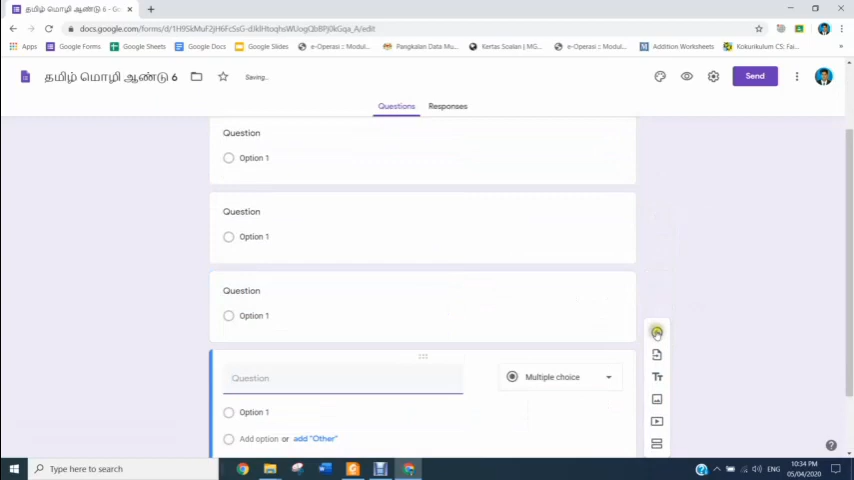 தமிழ் மொழி ஆண்டு 6 - Go
docs.google.com/forms/d/
/edit
Apps
Google Forms
Google Sheets
Google Docs
Google Slides
e-Operasi :: Modul...
Pangkalan Data Mu...
Kertas Soalan | MG...
e-Operasi :: Modul...
Addition Worksheets
Kokurikulum CS: Fai...
தமிழ் மொழி ஆண்டு 6
Saving...
Send
Questions
Responses
Question
Option 1
Question
Option 1
Question
Option 1
Question
Multiple choice
Option 1
Add option or add "Other"
Type here to search
ENG
10:34 PM
05/04/2020